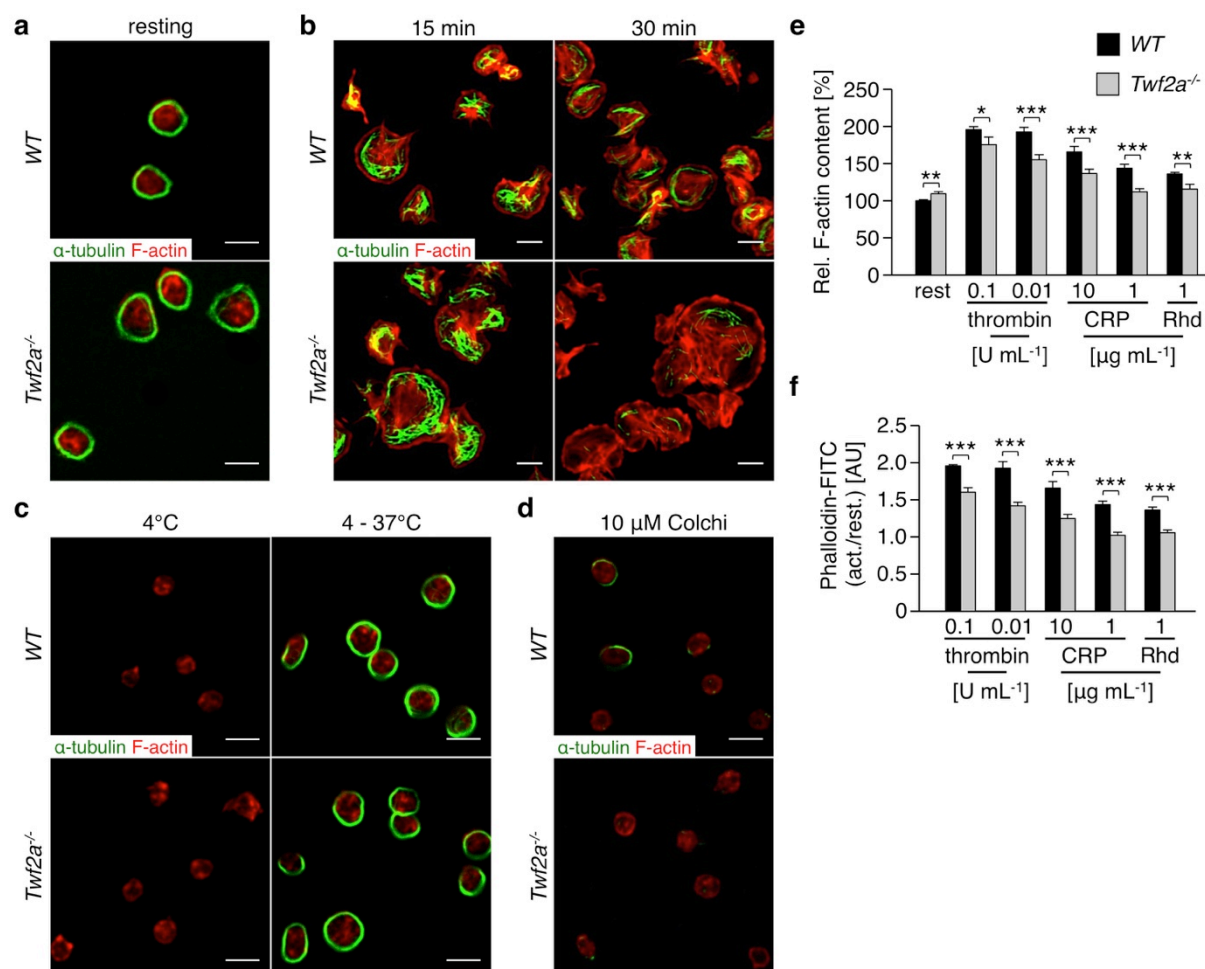 a
resting
WT
α-tubulin F-actin
Twf2a-/-
b
15 min 30 min
WT
α-tubulin F-actin
Twf2a-/-
c
4°C 4 - 37°C
WT
α-tubulin F-actin
Twf2a-/-
d
10 µM Colchi
WT
α-tubulin F-actin
Twf2a-/-
e
WT
Twf2a-/-
Rel. F-actin content [%]
250
200
150
100
50
0
** * *** *** *** **
rest 0.1 0.01 10 1 1
thrombin CRP Rhd
[U mL-1] [µg mL-1]
f
Phalloidin-FITC
(act./rest.) [AU]
2.5
2.0
1.5
1.0
0.5
0
*** *** *** *** ***
0.1 0.01 10 1 1
thrombin CRP Rhd
[U mL-1] [µg mL-1]